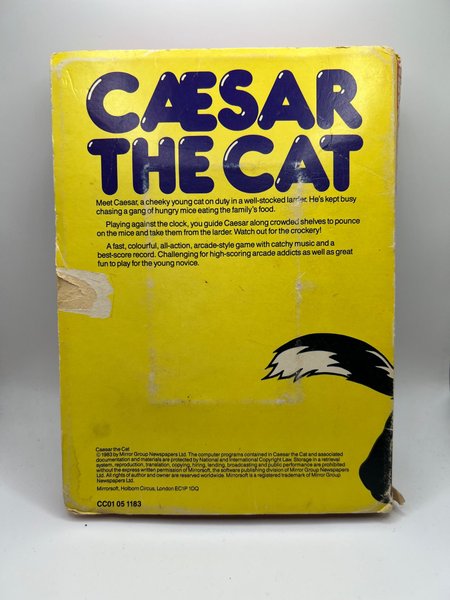 CÆSAR
THE CAT
Meet Caesar, a cheeky young cat on duty in a well-stocked larder. He's kept busy
chasing a gang of hungry mice eating the family's food.
Playing against the clock, you guide Caesar along crowded shelves to pounce
on the mice and take them from the larder. Watch out for the crockery!
A fast, colourful, all-action, arcade-style game with catchy music and a
best-score record. Challenging for high-scoring arcade addicts as well as great
fun to play for the young novice.
Caesar the Cat
© 1983 by Mirror Group Newspapers Ltd. The computer programs contained in Caesar the Cat and associated
documentation and materials are protected by National and International Copyright Law. Storage in a retrieval
system, reproduction, translation, copying, hiring, lending, broadcasting and public performance are prohibited
without the express written permission of Mirrorsoft, the software publishing division of Mirror Group Newspapers
Ltd. All rights of author and owner are reserved worldwide. Mirrorsoft is a registered trademark of Mirror Group
Newspapers Ltd.
Mirrorsoft, Holborn Circus, London EC1P 1DQ
CC01 05 1183